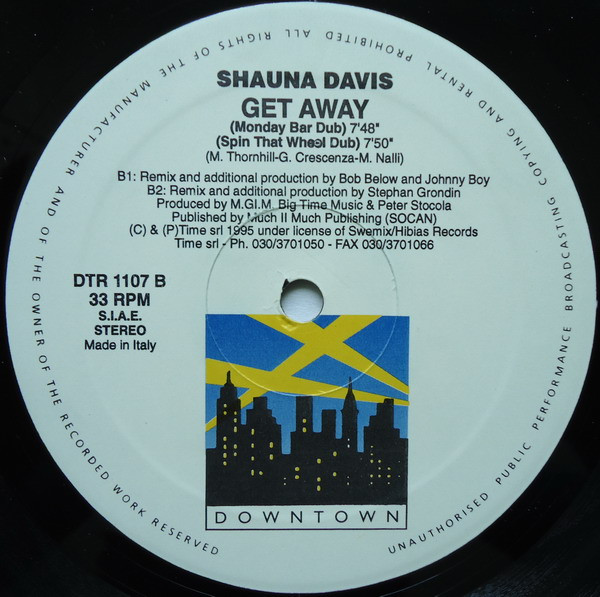 SHAUNA DAVIS
GET AWAY
(Monday Bar Dub) 7'48"
(Spin That Wheel Dub) 7'50"
(M. Thornhill-G. Crescenza-M. Nalli)
B1: Remix and additional production by Bob Below and Johnny Boy
B2: Remix and additional production by Stephan Grondin
Produced by M.GI.M. Big Time Music & Peter Stocola
Published by Much II Much Publishing (SOCAN)
(C) & (P)Time srl 1995 under license of Swemix/Hibias Records
Time srl - Ph. 030/3701050 - FAX 030/3701066
DTR 1107 B
33 RPM
S.I.A.E.
STEREO
Made in Italy
DOWNTOWN
UNAUTHORISED PUBLIC PERFORMANCE BROADCASTING COPYING AND RENTAL PROHIBITED ALL RIGHTS OF THE MANUFACTURER AND OF THE OWNER OF THE RECORDED WORK RESERVED